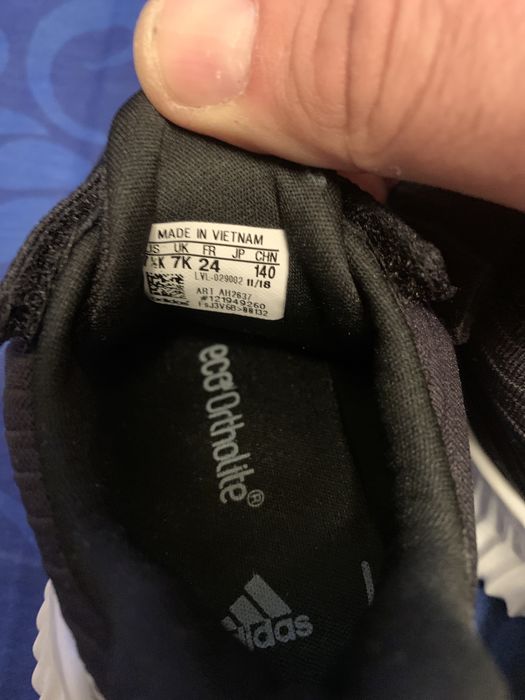 MADE IN VIETNAM
US UK FR JP CHN
7K 24 140
LVL-029002 11/18
ART AH2637
#121949260
ece Ortholite®
adidas